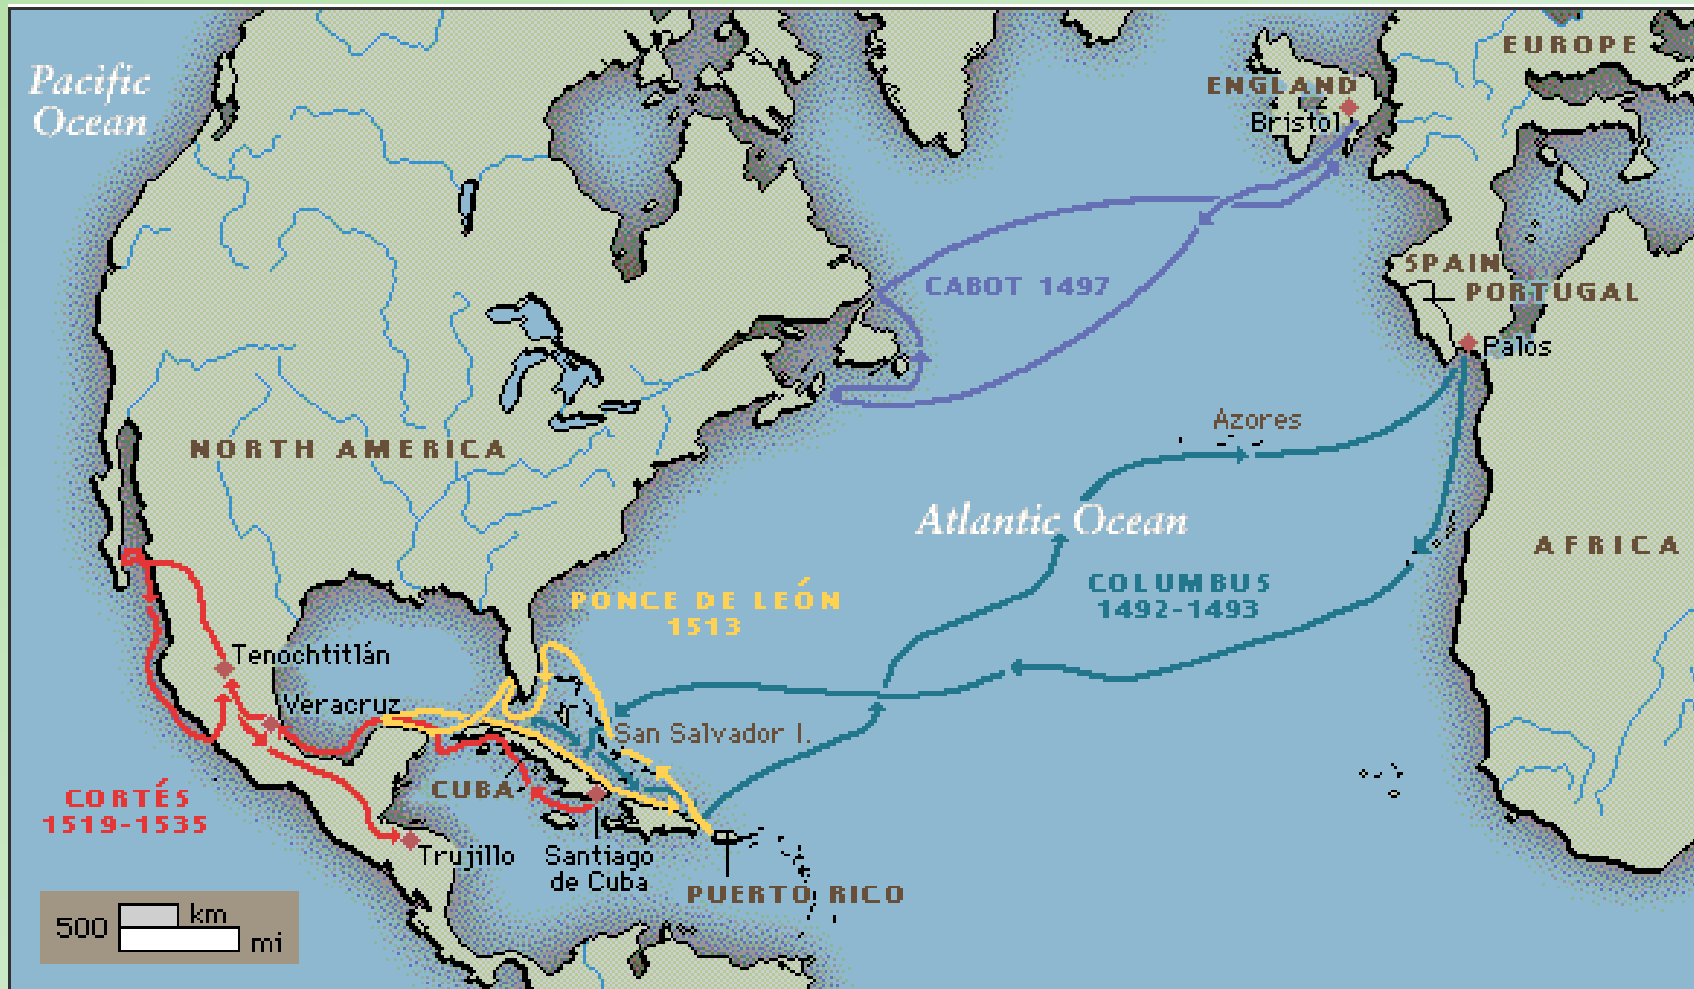 Pacific
Ocean
EUROPE
ENGLAND
Bristol
CABOT 1497
SPAIN
PORTUGAL
Palos
Azores
NORTH AMERICA
Atlantic Ocean
AFRICA
COLUMBUS
1492-1493
PONCE DE LEÓN
1513
Tenochtitlán
Veracruz
San Salvador I.
CUBA
CORTÉS
1519-1535
Trujillo
Santiago
de Cuba
PUERTO RICO
500 km
mi